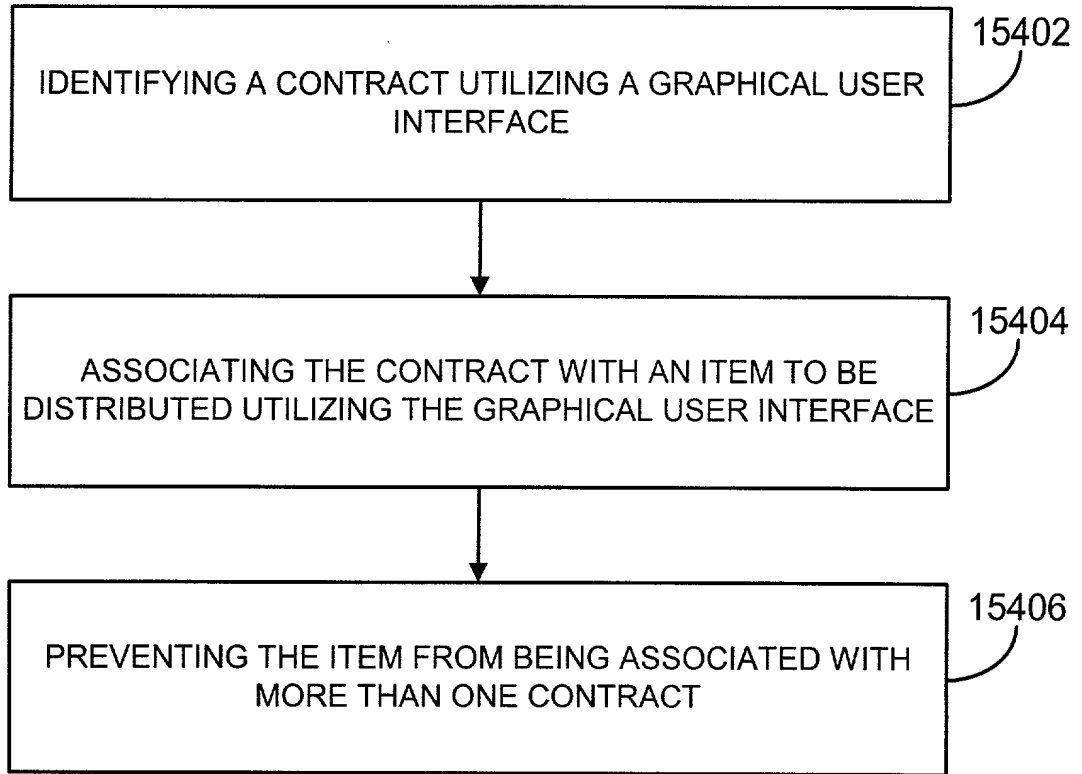 15402
IDENTIFYING A CONTRACT UTILIZING A GRAPHICAL USER
INTERFACE
15404
ASSOCIATING THE CONTRACT WITH AN ITEM TO BE
DISTRIBUTED UTILIZING THE GRAPHICAL USER INTERFACE
15406
PREVENTING THE ITEM FROM BEING ASSOCIATED WITH
MORE THAN ONE CONTRACT